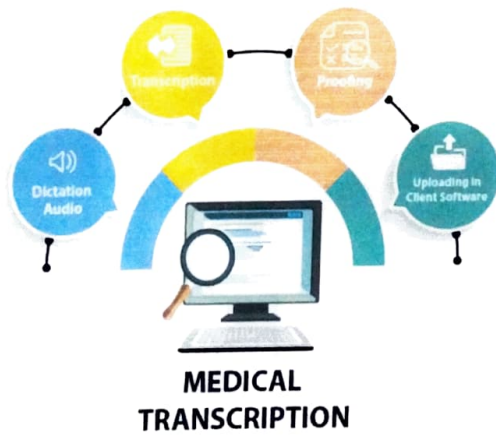 Transcription
Proofing
Dictation
Audio
Uploading in
Client Software
MEDICAL
TRANSCRIPTION